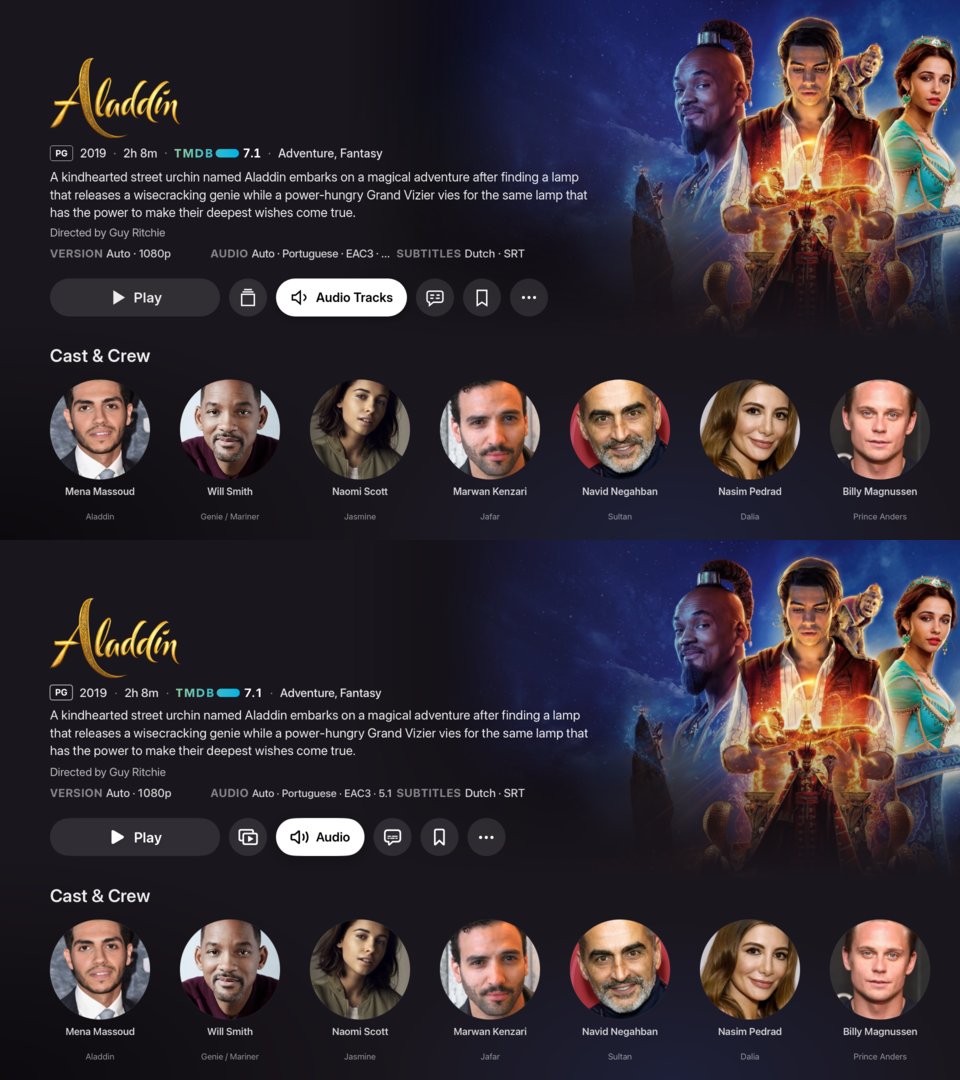 Aladdin
PG 2019 · 2h 8m · TMDB 7.1 · Adventure, Fantasy
A kindhearted street urchin named Aladdin embarks on a magical adventure after finding a lamp
that releases a wisecracking genie while a power-hungry Grand Vizier vies for the same lamp that
has the power to make their deepest wishes come true.
Directed by Guy Ritchie
VERSION Auto · 1080p AUDIO Auto · Portuguese · EAC3 · ... SUBTITLES Dutch · SRT
Play Audio Tracks
Cast & Crew
Mena Massoud Will Smith Naomi Scott Marwan Kenzari Navid Negahban Nasim Pedrad Billy Magnussen
Aladdin Genie / Mariner Jasmine Jafar Sultan Dalia Prince Anders
Aladdin
PG 2019 · 2h 8m · TMDB 7.1 · Adventure, Fantasy
A kindhearted street urchin named Aladdin embarks on a magical adventure after finding a lamp
that releases a wisecracking genie while a power-hungry Grand Vizier vies for the same lamp that
has the power to make their deepest wishes come true.
Directed by Guy Ritchie
VERSION Auto · 1080p AUDIO Auto · Portuguese · EAC3 · 5.1 SUBTITLES Dutch · SRT
Play Audio
Cast & Crew
Mena Massoud Will Smith Naomi Scott Marwan Kenzari Navid Negahban Nasim Pedrad Billy Magnussen
Aladdin Genie / Mariner Jasmine Jafar Sultan Dalia Prince Anders